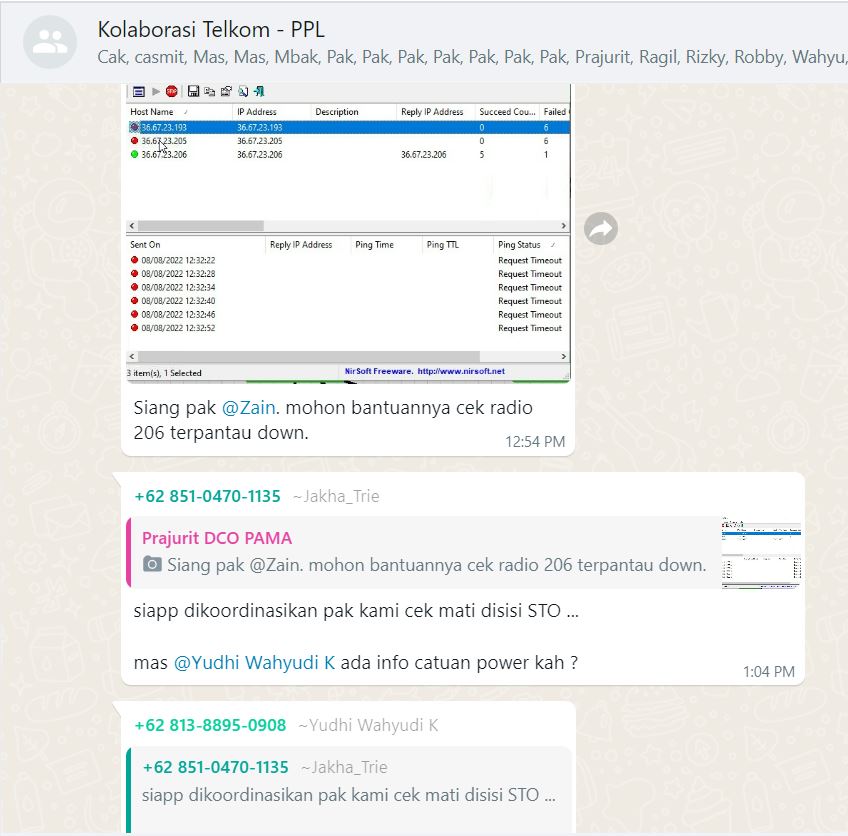 Kolaborasi Telkom - PPL
Cak, casmit, Mas, Mas, Mbak, Pak, Pak, Pak, Pak, Pak, Pak, Pak, Prajurit, Ragil, Rizky, Robby, Wahyu,
Host Name IP Address Description Reply IP Address Succeed Cou... Failed
36.67.23.193 36.67.23.193 0 6
36.67.23.205 36.67.23.205 0 6
36.67.23.206 36.67.23.206 36.67.23.206 5 1
Sent On Reply IP Address Ping Time Ping TTL Ping Status
08/08/2022 12:32:22 Request Timeout
08/08/2022 12:32:28 Request Timeout
08/08/2022 12:32:34 Request Timeout
08/08/2022 12:32:40 Request Timeout
08/08/2022 12:32:46 Request Timeout
08/08/2022 12:32:52 Request Timeout
3 item(s), 1 Selected NirSoft Freeware. http://www.nirsoft.net
Siang pak @Zain. mohon bantuannya cek radio
206 terpantau down.
12:54 PM
+62 851-0470-1135 ~Jakha_Trie
Prajurit DCO PAMA
Siang pak @Zain. mohon bantuannya cek radio 206 terpantau down.
siapp dikoordinasikan pak kami cek mati disisi STO ...
mas @Yudhi Wahyudi K ada info catuan power kah ?
1:04 PM
+62 813-8895-0908 ~Yudhi Wahyudi K
+62 851-0470-1135 ~Jakha_Trie
siapp dikoordinasikan pak kami cek mati disisi STO ...